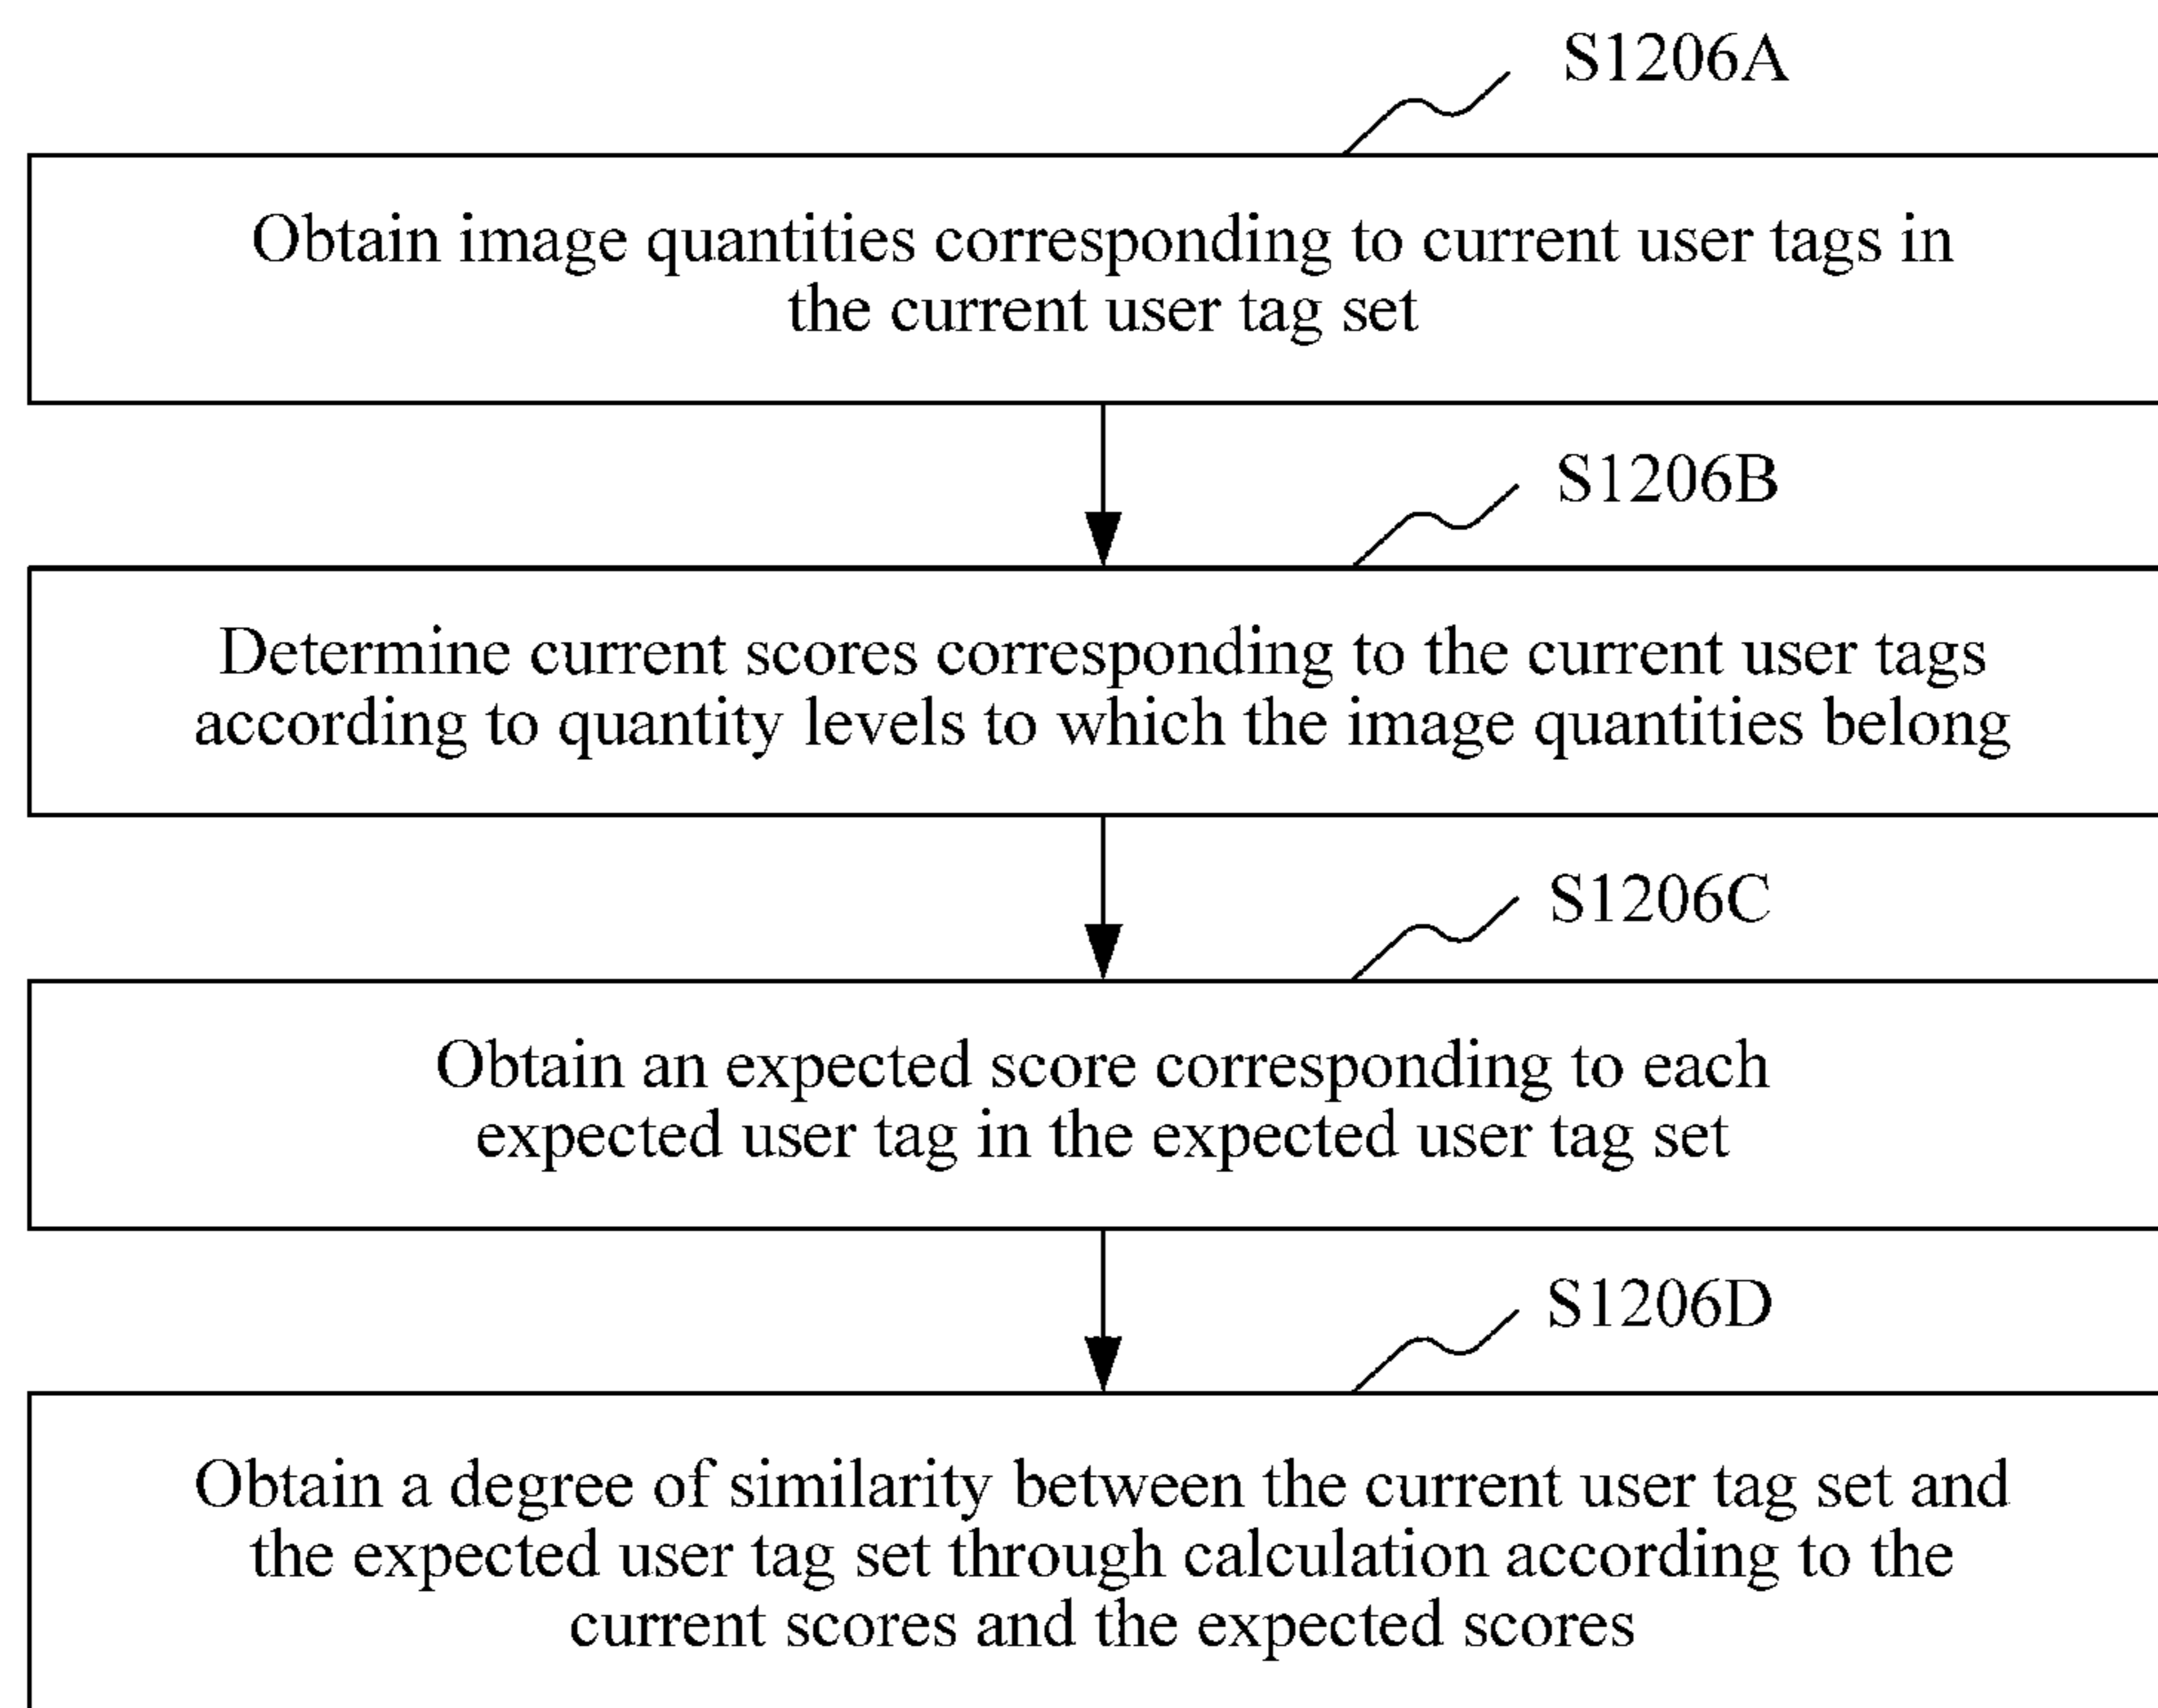 S1206A
Obtain image quantities corresponding to current user tags in
the current user tag set
S1206B
Determine current scores corresponding to the current user tags
according to quantity levels to which the image quantities belong
S1206C
Obtain an expected score corresponding to each
expected user tag in the expected user tag set
S1206D
Obtain a degree of similarity between the current user tag set and
the expected user tag set through calculation according to the
current scores and the expected scores